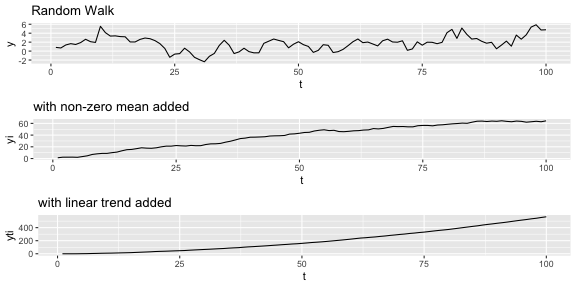 Random Walk
6
4
2
0
-2
y
0 25 50 75 100
t
with non-zero mean added
60
40
20
0
yi
0 25 50 75 100
t
with linear trend added
400
200
0
yti
0 25 50 75 100
t